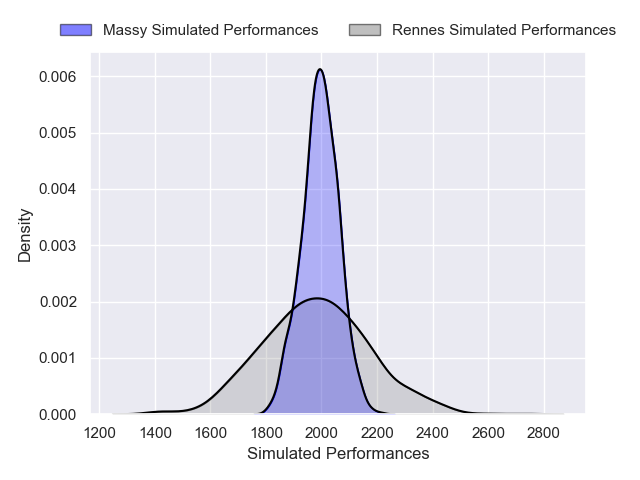 Massy Simulated Performances Rennes Simulated Performances
0.006
0.005
0.004
0.003
0.002
0.001
0.000
Density
1200 1400 1600 1800 2000 2200 2400 2600 2800
Simulated Performances